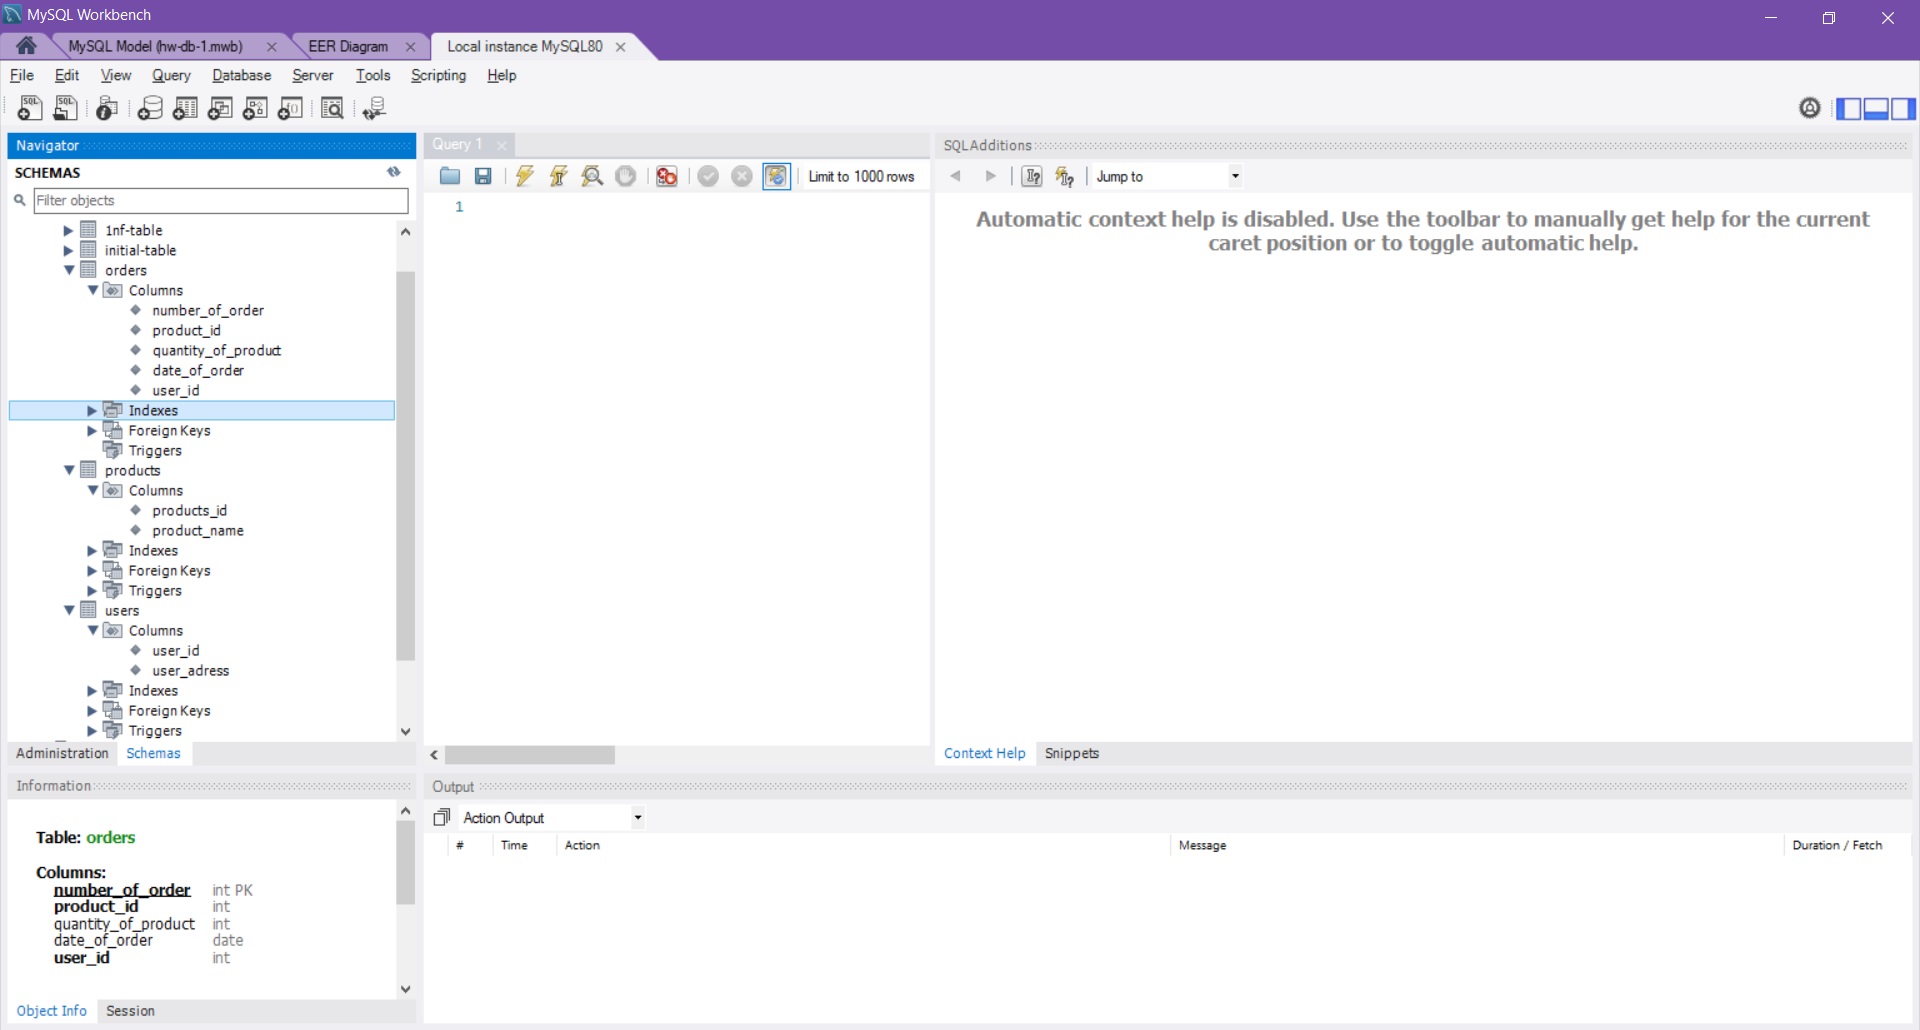 MySQL Workbench
MySQL Model (hw-db-1.mwb)
EER Diagram
Local instance MySQL80
File Edit View Query Database Server Tools Scripting Help
Navigator
SCHEMAS
Filter objects
1nf-table
initial-table
orders
Columns
number_of_order
product_id
quantity_of_product
date_of_order
user_id
Indexes
Foreign Keys
Triggers
products
Columns
products_id
product_name
Indexes
Foreign Keys
Triggers
users
Columns
user_id
user_adress
Indexes
Foreign Keys
Triggers
Administration Schemas
Query 1
Limit to 1000 rows
1
SQLAdditions
Jump to
Automatic context help is disabled. Use the toolbar to manually get help for the current
caret position or to toggle automatic help.
Context Help Snippets
Information
Table: orders
Columns:
number_of_order int PK
product_id int
quantity_of_product int
date_of_order date
user_id int
Object Info Session
Output
Action Output
# Time Action Message Duration / Fetch